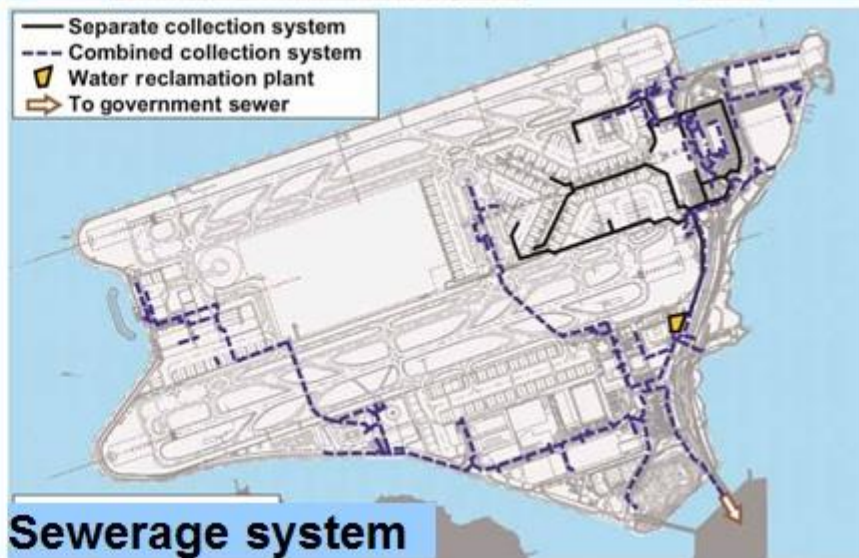 Separate collection system
Combined collection system
Water reclamation plant
To government sewer
Sewerage system